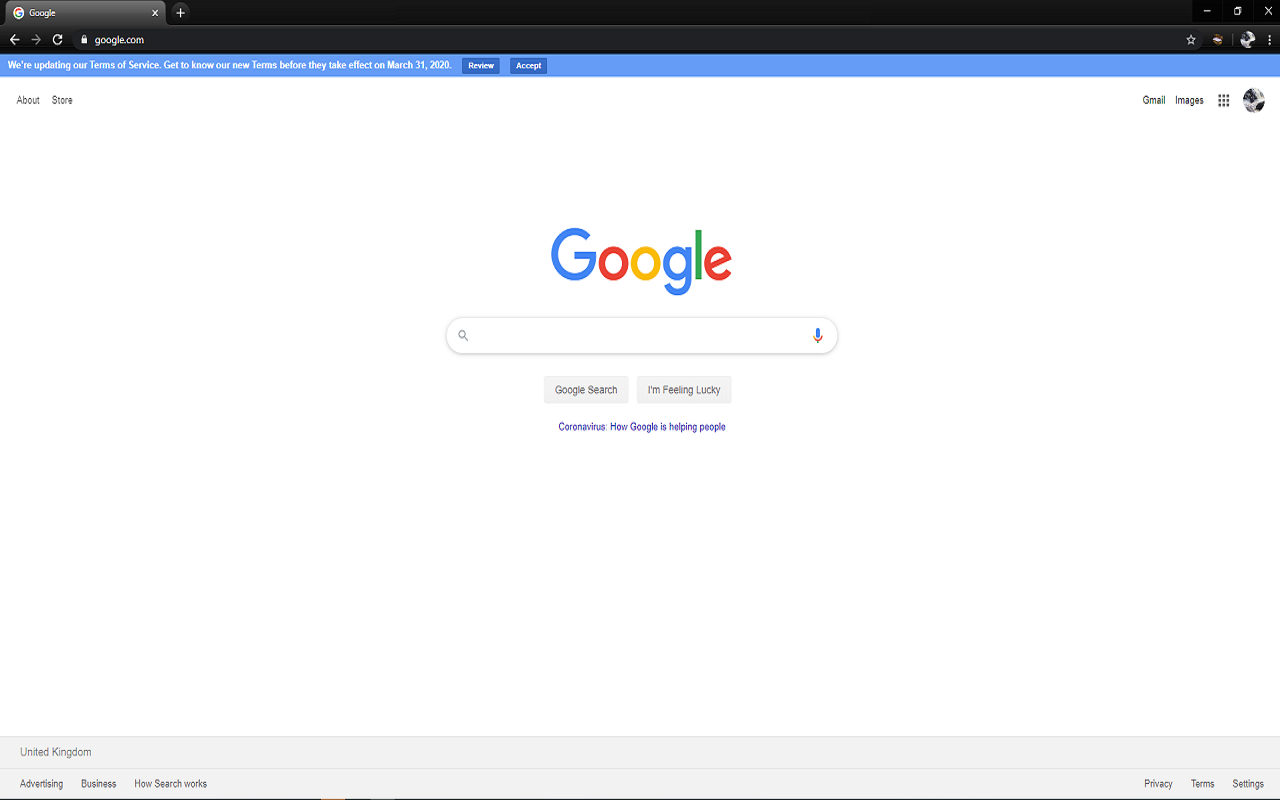 Google
google.com
We're updating our Terms of Service. Get to know our new Terms before they take effect on March 31, 2020. Review Accept
About Store Gmail Images
Google
Google Search I'm Feeling Lucky
Coronavirus: How Google is helping people
United Kingdom
Advertising Business How Search works Privacy Terms Settings